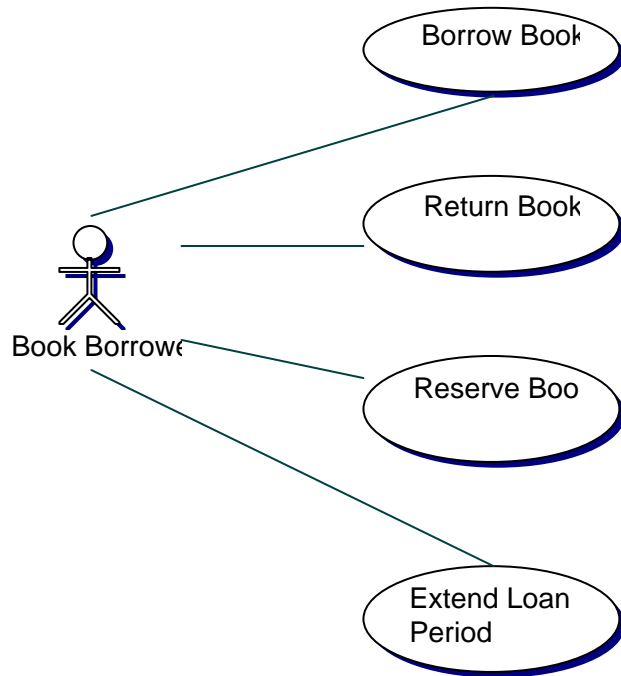 Borrow Book
Return Book
Book Borrowe
Reserve Boo
Extend Loan
Period